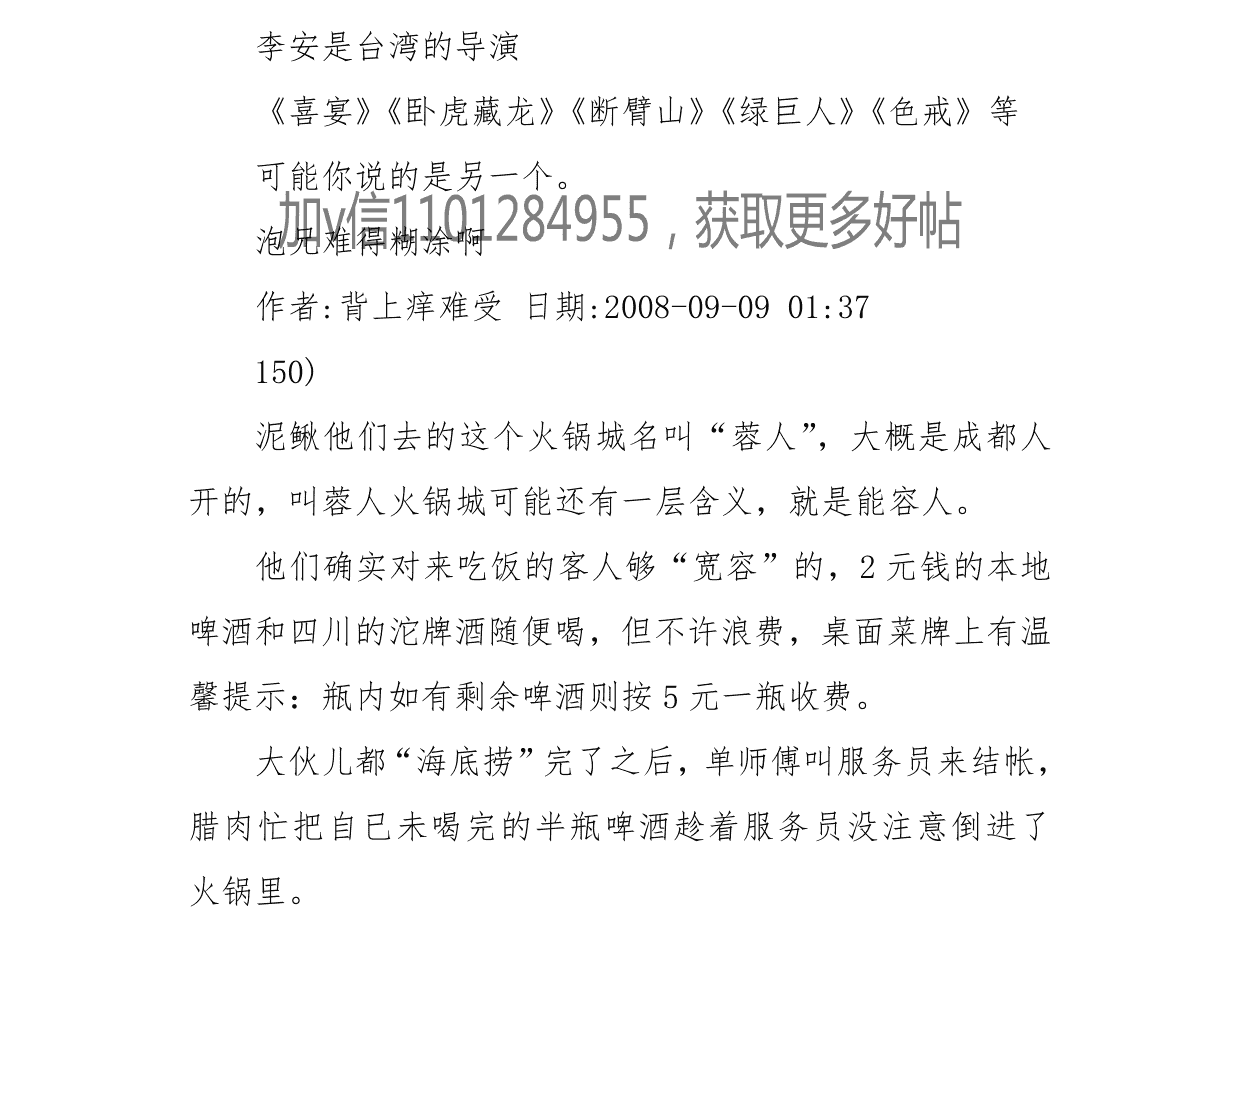 李安是台湾的导演
《喜宴》《卧虎藏龙》《断臂山》《绿巨人》《色戒》等
可能你说的是另一个。
加v信1101284955，获取更多好帖
泡兄难得糊涂啊
作者:背上痒难受 日期:2008-09-09 01:37
150)
泥鳅他们去的这个火锅城名叫“蓉人”，大概是成都人
开的，叫蓉人火锅城可能还有一层含义，就是能容人。
他们确实对来吃饭的客人够“宽容”的，2 元钱的本地
啤酒和四川的沱牌酒随便喝，但不许浪费，桌面菜牌上有温
馨提示：瓶内如有剩余啤酒则按 5 元一瓶收费。
大伙儿都“海底捞”完了之后，单师傅叫服务员来结帐，
腊肉忙把自已未喝完的半瓶啤酒趁着服务员没注意倒进了
火锅里。